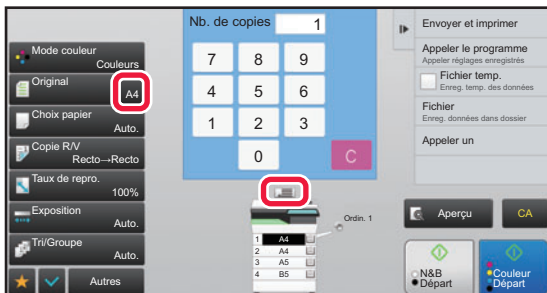 Nb. de copies 1
Mode couleur
Couleurs
Original
A4
Choix papier
Auto.
Copie R/V
Recto→Recto
Taux de repro.
100%
Exposition
Auto.
Tri/Groupe
Auto.
Autres
7 8 9
4 5 6
1 2 3
0 C
Ordin. 1
1 A4
2 A4
3 A5
4 B5
Envoyer et imprimer
Appeler le programme
Appeler réglages enregistrés
Fichier temp.
Enreg. temp. des données
Fichier
Enreg. données dans dossier
Appeler un
Aperçu
CA
N&B
Départ
Couleur
Départ